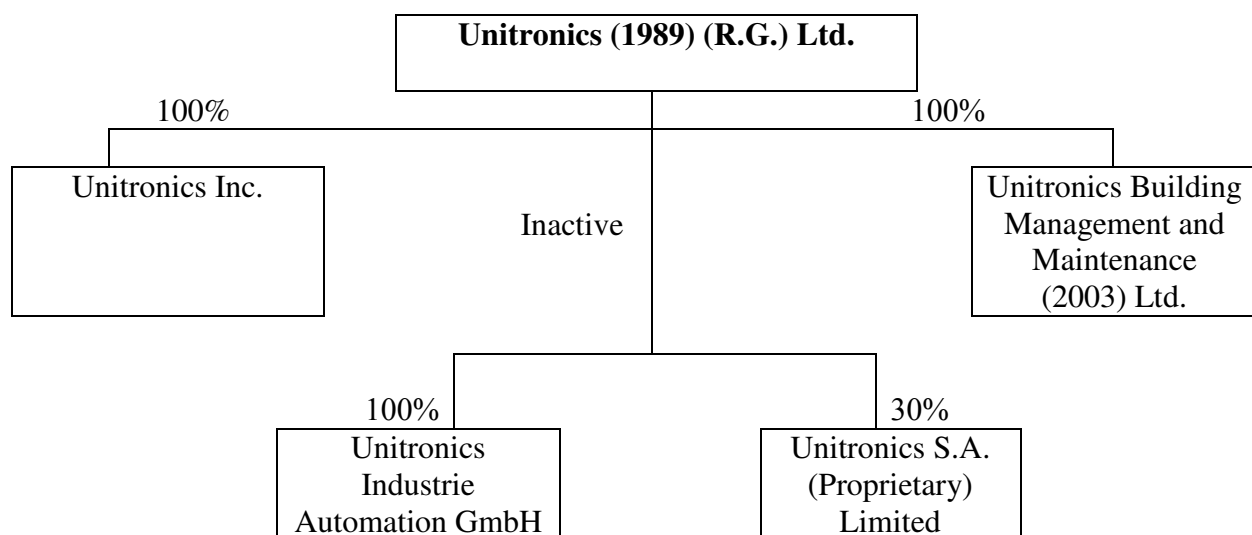 Unitronics (1989) (R.G.) Ltd.
100%
100%
Unitronics Inc.
Unitronics Building
Management and
Maintenance
(2003) Ltd.
Inactive
100%
30%
Unitronics
Industrie
Automation GmbH
Unitronics S.A.
(Proprietary)
Limited